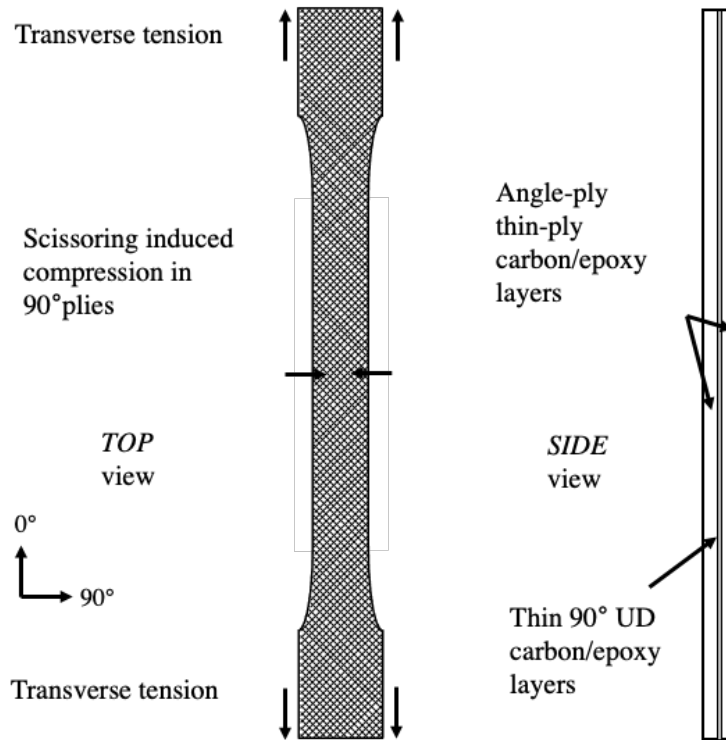 Transverse tension
Scissoring induced
compression in
90°plies
TOP
view
0°
90°
Transverse tension
Angle-ply
thin-ply
carbon/epoxy
layers
SIDE
view
Thin 90° UD
carbon/epoxy
layers